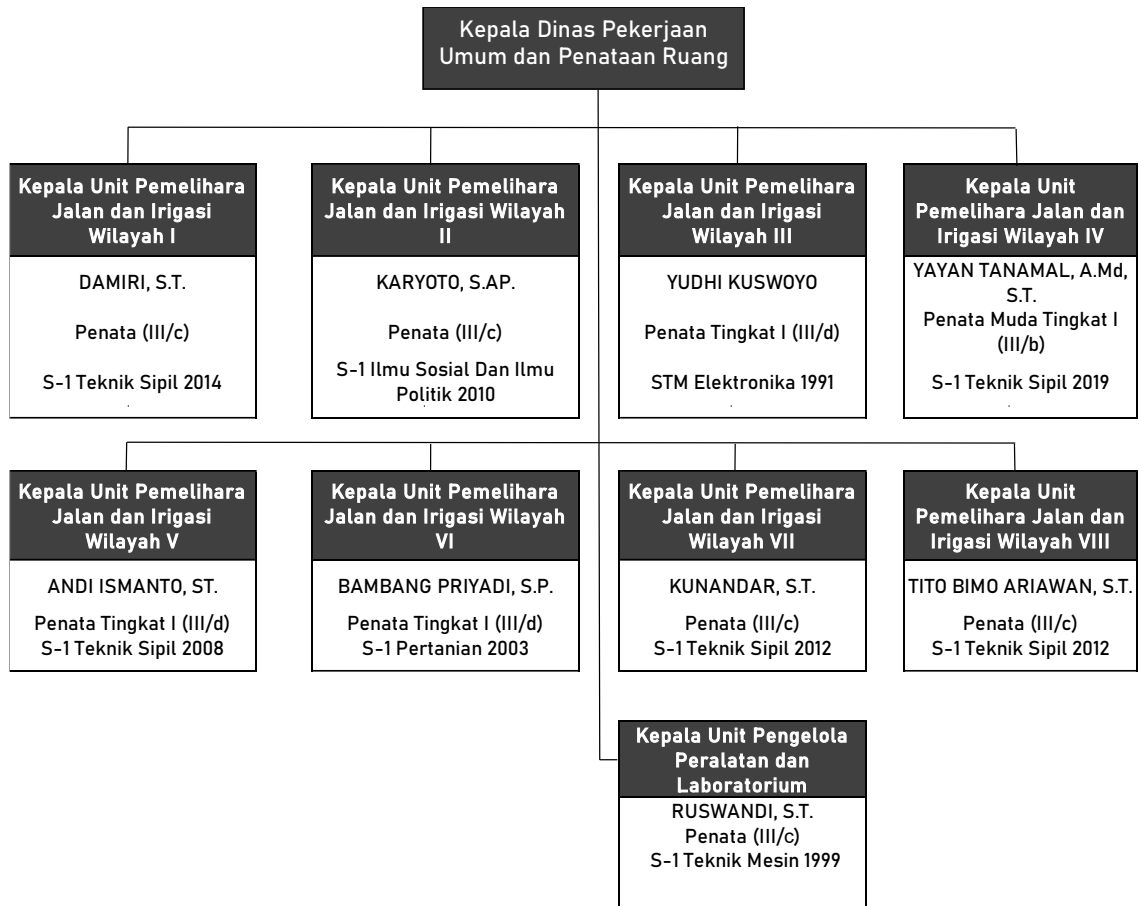 Kepala Dinas Pekerjaan
Umum dan Penataan Ruang
Kepala Unit Pemelihara
Jalan dan Irigasi
Wilayah I
DAMIRI, S.T.
Penata (III/c)
S-1 Teknik Sipil 2014
Kepala Unit Pemelihara
Jalan dan Irigasi Wilayah
II
KARYOTO, S.AP.
Penata (III/c)
S-1 Ilmu Sosial Dan Ilmu
Politik 2010
Kepala Unit Pemelihara
Jalan dan Irigasi
Wilayah III
YUDHI KUSWOYO
Penata Tingkat I (III/d)
STM Elektronika 1991
Kepala Unit
Pemelihara Jalan dan
Irigasi Wilayah IV
YAYAN TANAMAL, A.Md,
S.T.
Penata Muda Tingkat I
(III/b)
S-1 Teknik Sipil 2019
Kepala Unit Pemelihara
Jalan dan Irigasi
Wilayah V
ANDI ISMANTO, ST.
Penata Tingkat I (III/d)
S-1 Teknik Sipil 2008
Kepala Unit Pemelihara
Jalan dan Irigasi Wilayah
VI
BAMBANG PRIYADI, S.P.
Penata Tingkat I (III/d)
S-1 Pertanian 2003
Kepala Unit Pemelihara
Jalan dan Irigasi
Wilayah VII
KUNANDAR, S.T.
Penata (III/c)
S-1 Teknik Sipil 2012
Kepala Unit
Pemelihara Jalan dan
Irigasi Wilayah VIII
TITO BIMO ARIAWAN, S.T.
Penata (III/c)
S-1 Teknik Sipil 2012
Kepala Unit Pengelola
Peralatan dan
Laboratorium
RUSWANDI, S.T.
Penata (III/c)
S-1 Teknik Mesin 1999